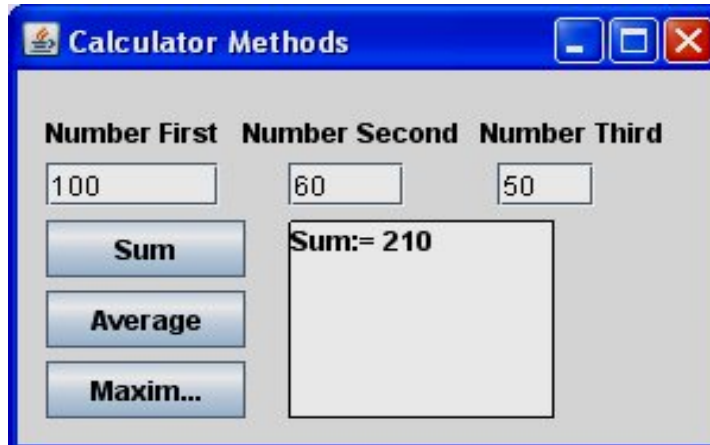 Calculator Methods
Number First Number Second Number Third
100 60 50
Sum
Sum:= 210
Average
Maxim...